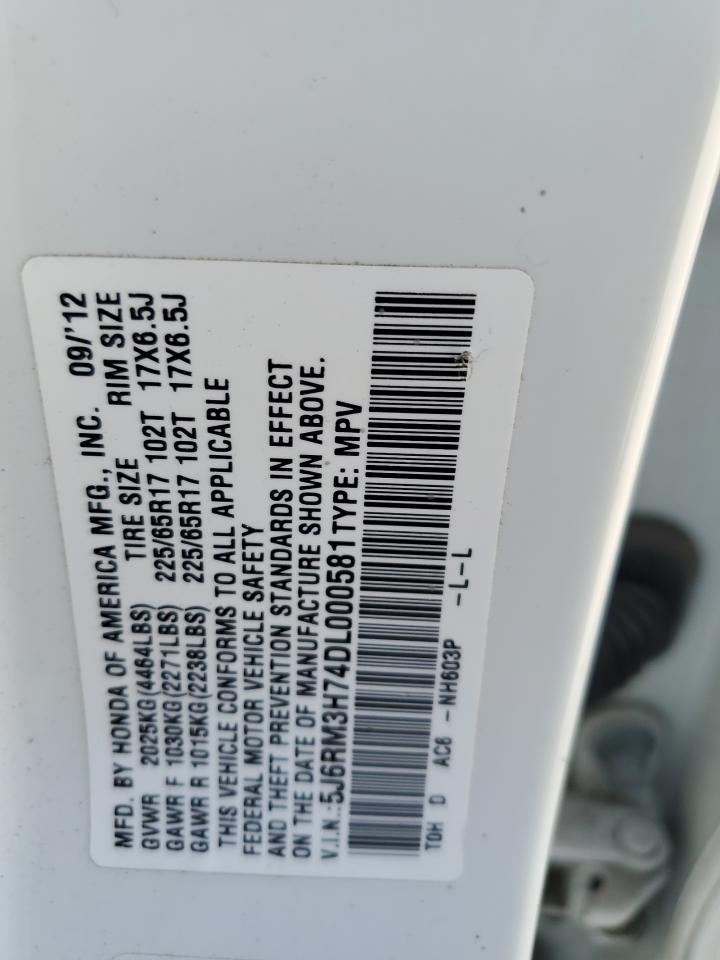 MFD. BY HONDA OF AMERICA MFG., INC. 09/'12
TIRE SIZE RIM SIZE
GVWR 2025KG(4464LBS)
GAWR F 1030KG(2271LBS) 225/65R17 102T 17X6.5J
GAWR R 1015KG(2238LBS) 225/65R17 102T 17X6.5J
THIS VEHICLE CONFORMS TO ALL APPLICABLE
FEDERAL MOTOR VEHICLE SAFETY
AND THEFT PREVENTION STANDARDS IN EFFECT
ON THE DATE OF MANUFACTURE SHOWN ABOVE.
V.I.N.:5J6RM3H74DL000581TYPE: MPV
TOH D AC6 - NH603P -L-L